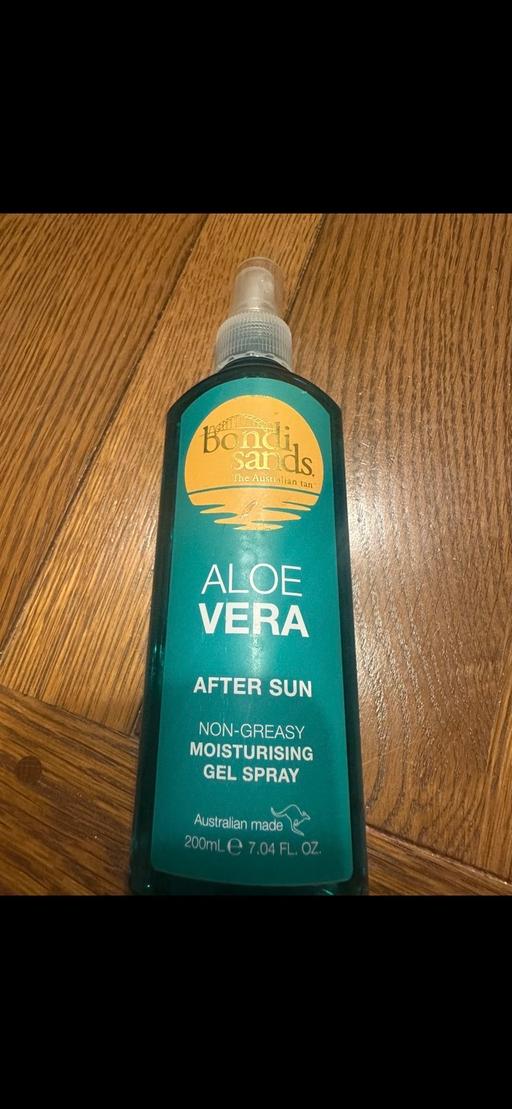 bondi
sands.
The Australian tan
ALOE
VERA
AFTER SUN
NON-GREASY
MOISTURISING
GEL SPRAY
Australian made
200mL ℮ 7.04 FL. OZ.